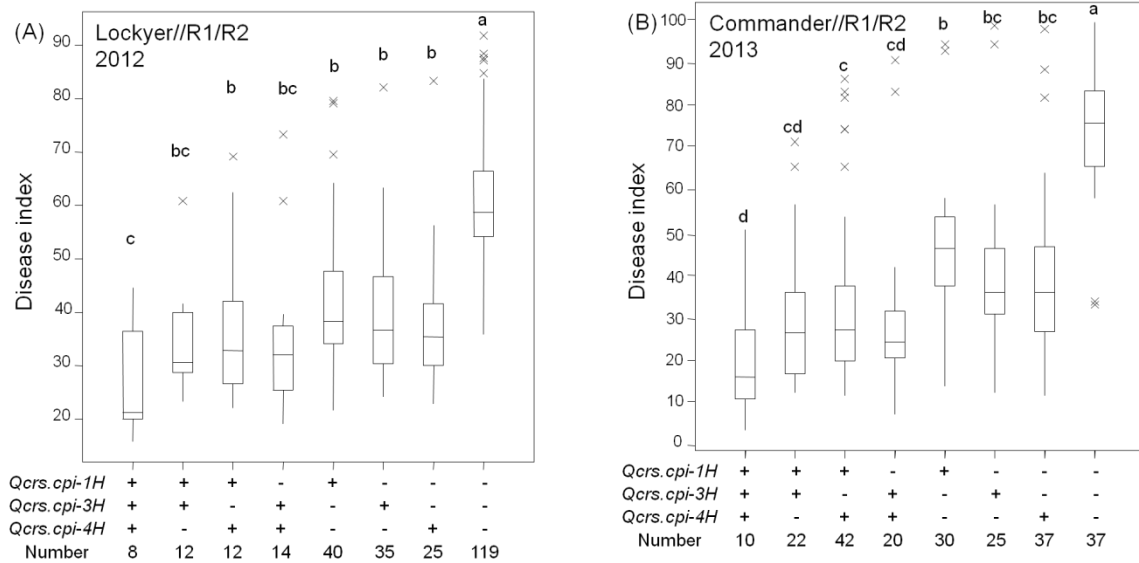 (A) Lockyer//R1/R2
2012
a
b b b b
bc bc
c
Disease index
90
80
70
60
50
40
30
20
Qcrs.cpi-1H + + + - + - - -
Qcrs.cpi-3H + + - + - + - -
Qcrs.cpi-4H + - + + - - + -
Number 8 12 12 14 40 35 25 119
(B) Commander//R1/R2
2013
a
b bc bc
cd
c
cd
d
Disease index
100
90
80
70
60
50
40
30
20
10
0
Qcrs.cpi-1H + + + - + - - -
Qcrs.cpi-3H + + - + - + - -
Qcrs.cpi-4H + - + + - - + -
Number 10 22 42 20 30 25 37 37